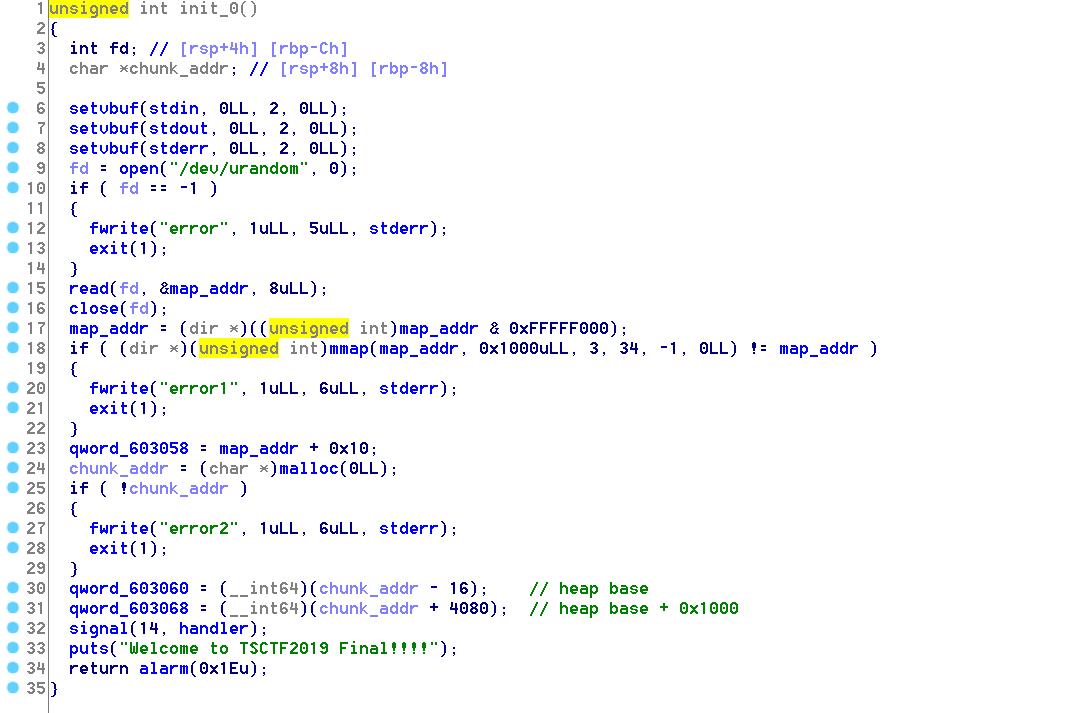 1 unsigned int init_0()
2 {
3   int fd; // [rsp+4h] [rbp-Ch]
4   char *chunk_addr; // [rsp+8h] [rbp-8h]
5
6   setvbuf(stdin, 0LL, 2, 0LL);
7   setvbuf(stdout, 0LL, 2, 0LL);
8   setvbuf(stderr, 0LL, 2, 0LL);
9   fd = open("/dev/urandom", 0);
10   if ( fd == -1 )
11   {
12     fwrite("error", 1uLL, 5uLL, stderr);
13     exit(1);
14   }
15   read(fd, &map_addr, 8uLL);
16   close(fd);
17   map_addr = (dir *)((unsigned int)map_addr & 0xFFFFF000);
18   if ( (dir *)(unsigned int)mmap(map_addr, 0x1000uLL, 3, 34, -1, 0LL) != map_addr )
19   {
20     fwrite("error1", 1uLL, 6uLL, stderr);
21     exit(1);
22   }
23   qword_603058 = map_addr + 0x10;
24   chunk_addr = (char *)malloc(0LL);
25   if ( !chunk_addr )
26   {
27     fwrite("error2", 1uLL, 6uLL, stderr);
28     exit(1);
29   }
30   qword_603060 = (__int64)(chunk_addr - 16);    // heap base
31   qword_603068 = (__int64)(chunk_addr + 4080);  // heap base + 0x1000
32   signal(14, handler);
33   puts("Welcome to TSCTF2019 Final!!!!");
34   return alarm(0x1Eu);
35 }